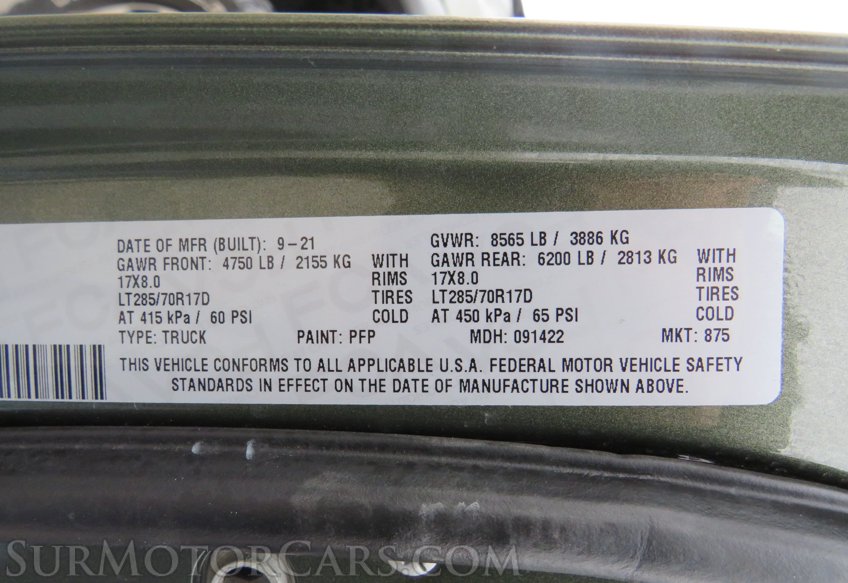 DATE OF MFR (BUILT): 9-21 GVWR: 8565 LB / 3886 KG
GAWR FRONT: 4750 LB / 2155 KG WITH GAWR REAR: 6200 LB / 2813 KG WITH
17X8.0 RIMS 17X8.0 RIMS
LT285/70R17D TIRES LT285/70R17D TIRES
AT 415 kPa / 60 PSI COLD AT 450 kPa / 65 PSI COLD
TYPE: TRUCK PAINT: PFP MDH: 091422 MKT: 875
THIS VEHICLE CONFORMS TO ALL APPLICABLE U.S.A. FEDERAL MOTOR VEHICLE SAFETY
STANDARDS IN EFFECT ON THE DATE OF MANUFACTURE SHOWN ABOVE.
SURMOTORCARS.COM